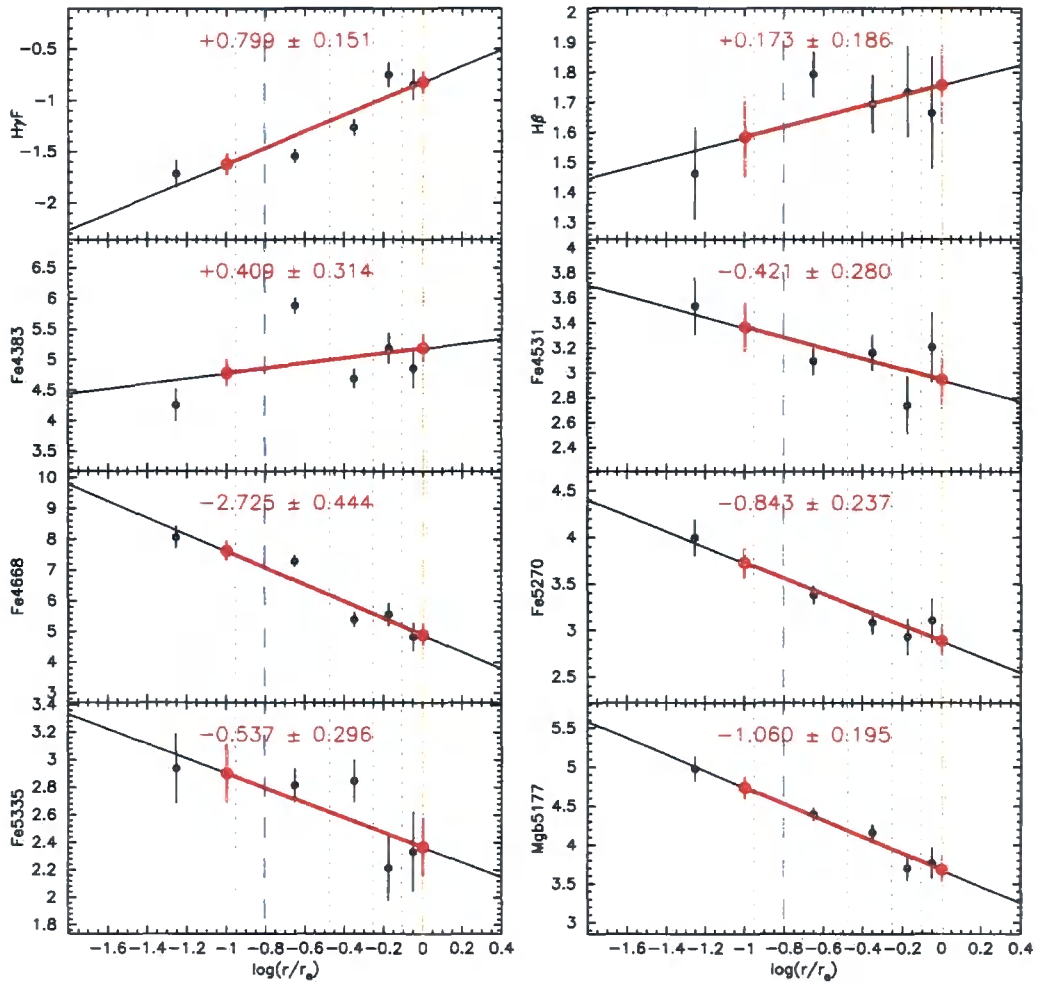 +0.799 ± 0.151
−0.5
−1
−1.5
−2
HγF
+0.173 ± 0.186
2
1.9
1.8
1.7
1.6
1.5
1.4
1.3
Hβ
+0.409 ± 0.314
6.5
6
5.5
5
4.5
4
3.5
Fe4383
−0.421 ± 0.280
4
3.8
3.6
3.4
3.2
3
2.8
2.6
2.4
Fe4531
−2.725 ± 0.444
10
9
8
7
6
5
4
3
Fe4668
−0.843 ± 0.237
4.5
4
3.5
3
2.5
Fe5270
−0.537 ± 0.296
3.4
3.2
3
2.8
2.6
2.4
2.2
2
1.8
Fe5335
−1.060 ± 0.195
5.5
5
4.5
4
3.5
3
Mgb5177
−1.6 −1.4 −1.2 −1 −0.8 −0.6 −0.4 −0.2 0 0.2 0.4
log(r/re)
−1.6 −1.4 −1.2 −1 −0.8 −0.6 −0.4 −0.2 0 0.2 0.4
log(r/re)